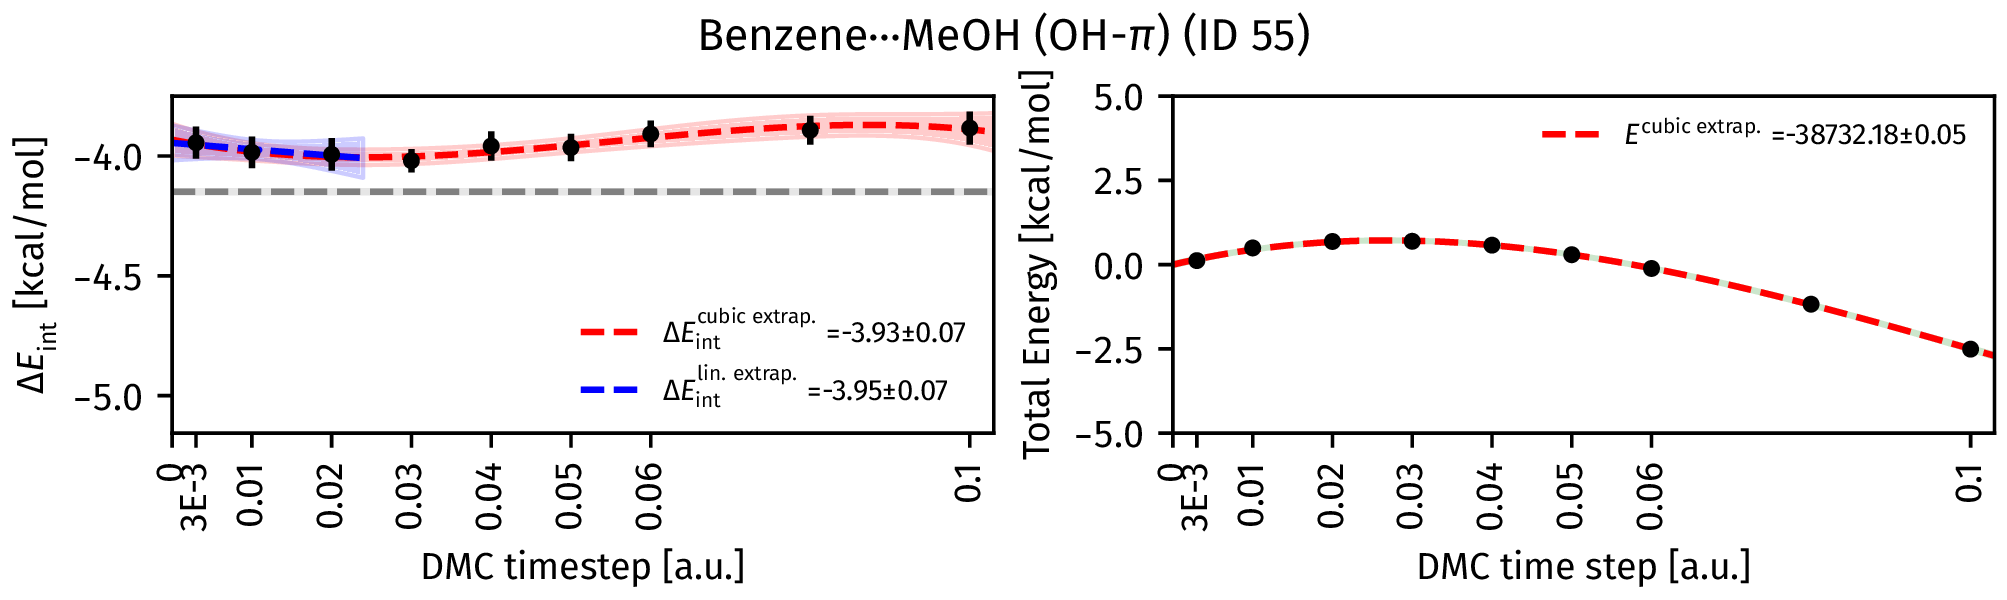 Benzene···MeOH (OH-π) (ID 55)
ΔE_int [kcal/mol]
−4.0
−4.5
−5.0
ΔE_int^cubic extrap. =-3.93±0.07
ΔE_int^lin. extrap. =-3.95±0.07
0
3E-3
0.01
0.02
0.03
0.04
0.05
0.06
0.1
DMC timestep [a.u.]
Total Energy [kcal/mol]
5.0
2.5
0.0
−2.5
−5.0
E^cubic extrap. =-38732.18±0.05
0
3E-3
0.01
0.02
0.03
0.04
0.05
0.06
0.1
DMC time step [a.u.]